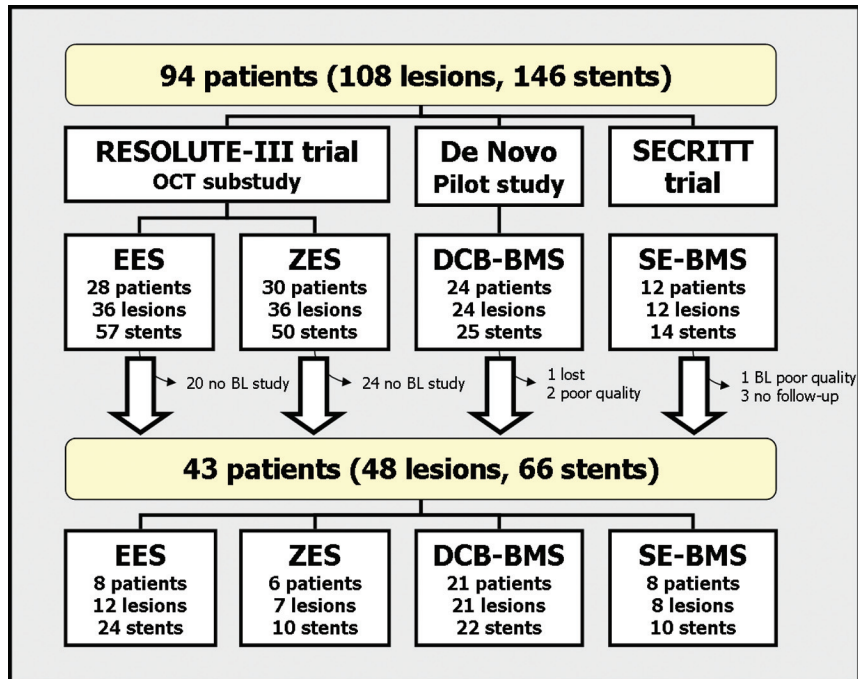 94 patients (108 lesions, 146 stents)
RESOLUTE-III trial
OCT substudy
De Novo
Pilot study
SECRITT
trial
EES
28 patients
36 lesions
57 stents
ZES
30 patients
36 lesions
50 stents
DCB-BMS
24 patients
24 lesions
25 stents
SE-BMS
12 patients
12 lesions
14 stents
20 no BL study
24 no BL study
1 lost
2 poor quality
1 BL poor quality
3 no follow-up
43 patients (48 lesions, 66 stents)
EES
8 patients
12 lesions
24 stents
ZES
6 patients
7 lesions
10 stents
DCB-BMS
21 patients
21 lesions
22 stents
SE-BMS
8 patients
8 lesions
10 stents